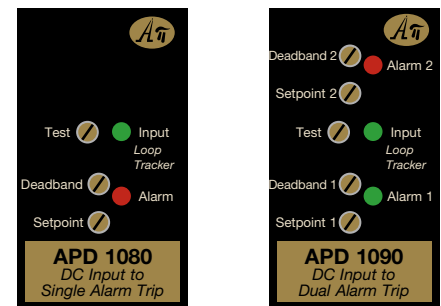 Aπ
Test
Input
Loop
Tracker
Deadband
Alarm
Setpoint
APD 1080
DC Input to
Single Alarm Trip
Aπ
Deadband 2
Alarm 2
Setpoint 2
Test
Input
Loop
Tracker
Deadband 1
Alarm 1
Setpoint 1
APD 1090
DC Input to
Dual Alarm Trip